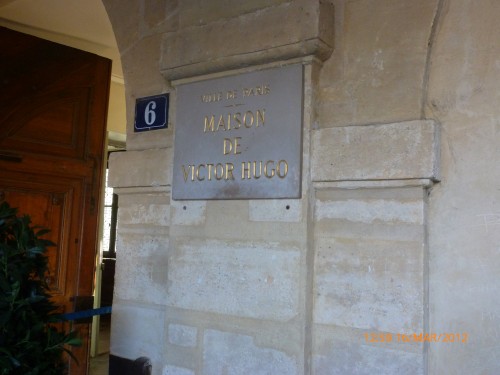 6
VILLE DE PARIS
MAISON
DE
VICTOR HUGO